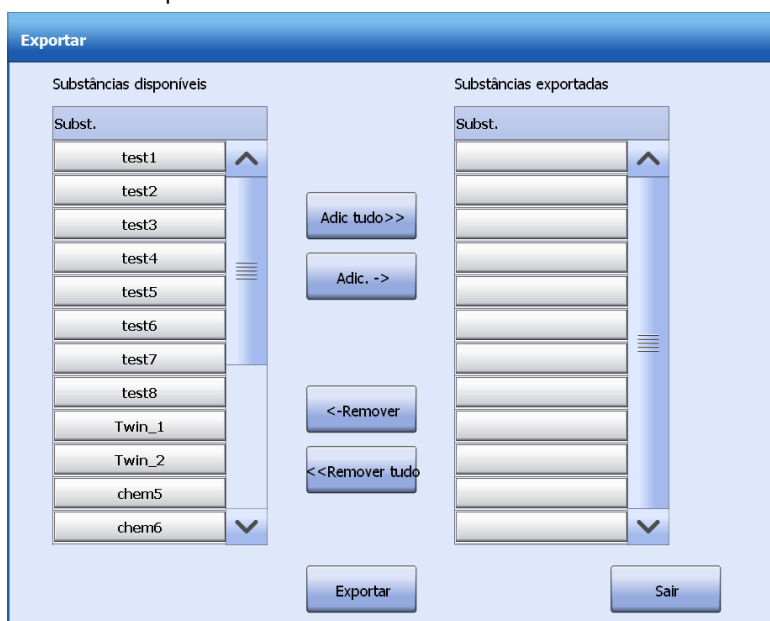 Exportar
Substâncias disponíveis
Subst.
test1
test2
test3
test4
test5
test6
test7
test8
Twin_1
Twin_2
chem5
chem6
Adic tudo>>
Adic. ->
<-Remover
<<Remover tudo
Substâncias exportadas
Subst.
Exportar
Sair